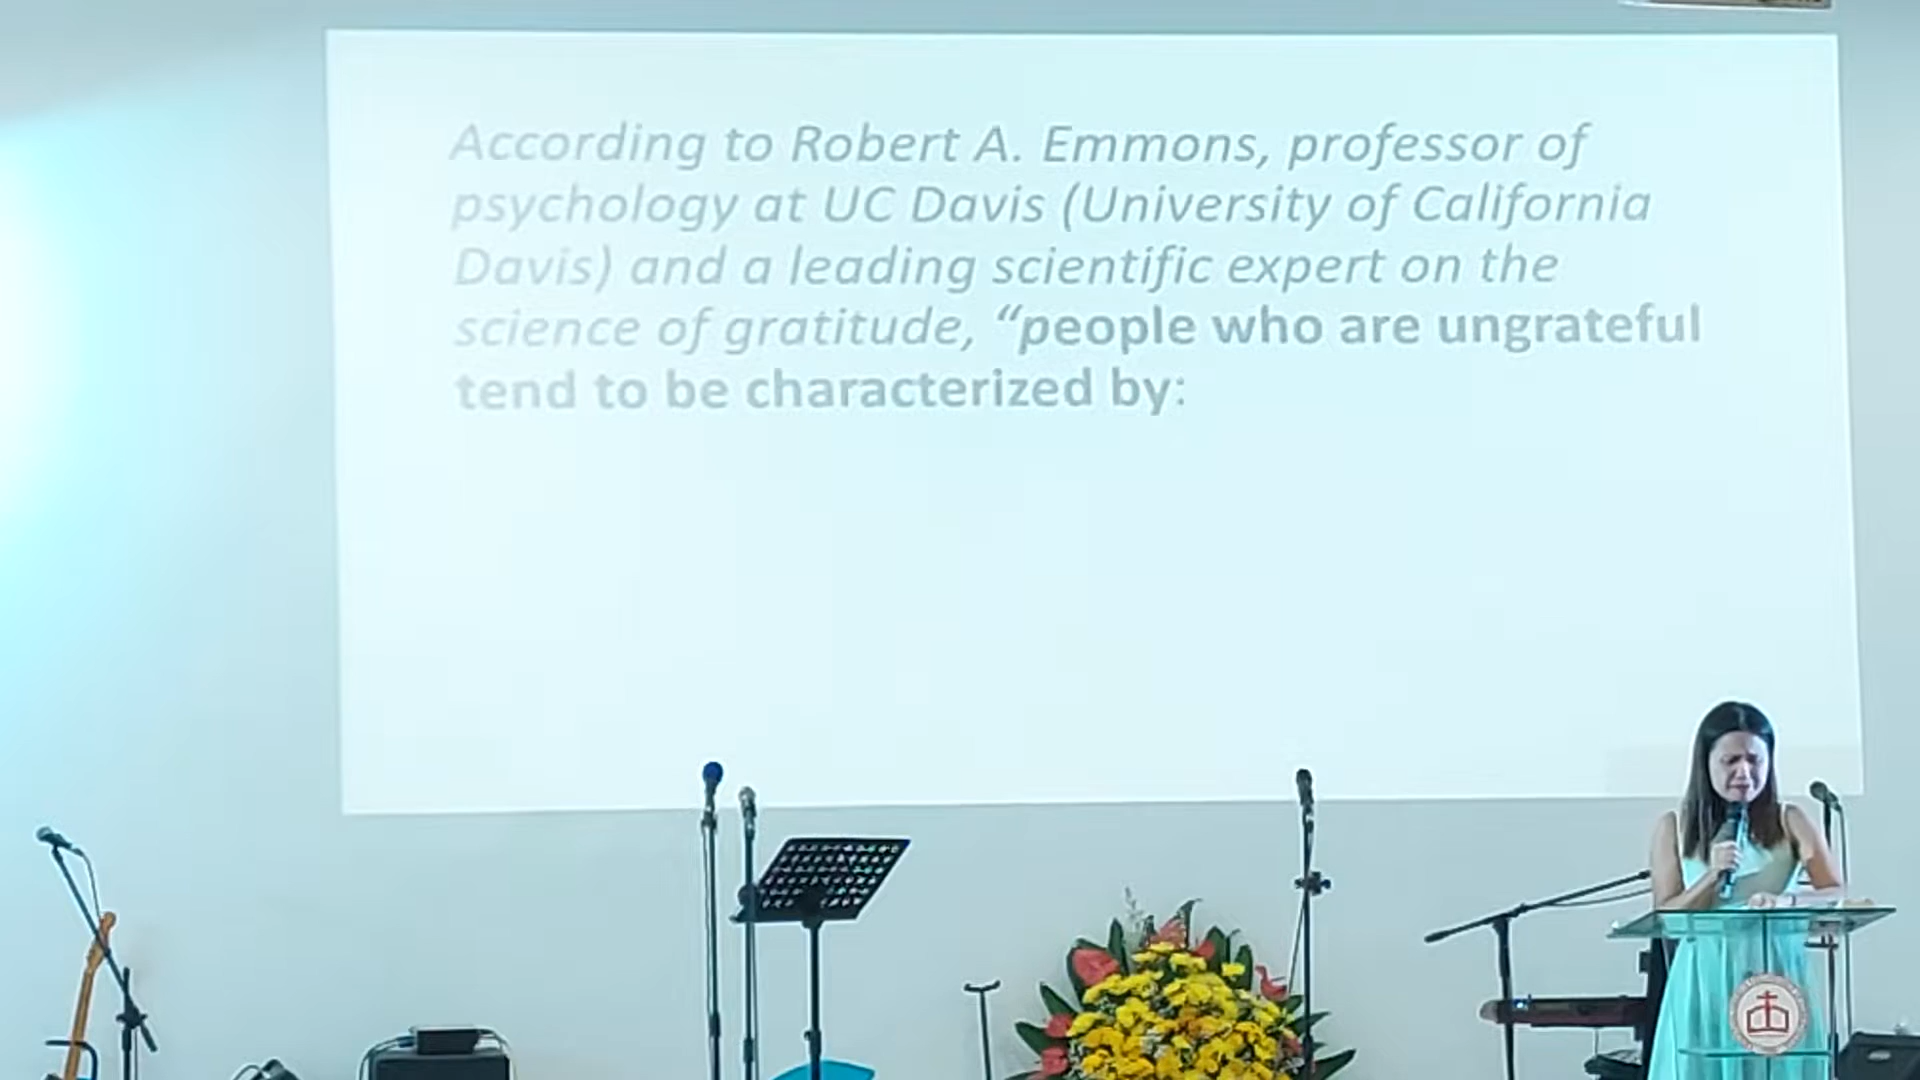 According to Robert A. Emmons, professor of
psychology at UC Davis (University of California
Davis) and a leading scientific expert on the
science of gratitude, “people who are ungrateful
tend to be characterized by: